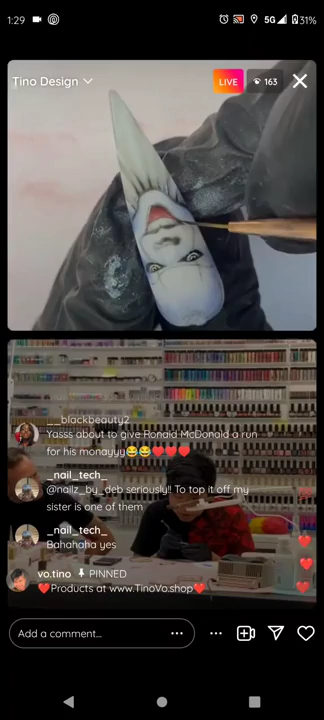 1:29
5G
31%
Tino Design
LIVE
163
__blackbeauty2
Yasss about to give Ronald McDonald a run
for his monayyy😂😂❤️❤️❤️
_nail_tech_
@nailz_by_deb seriously!! To top it off my
sister is one of them
_nail_tech_
Bahahaha yes
vo.tino 📌 PINNED
❤️Products at www.TinoVo.shop❤️
Add a comment...